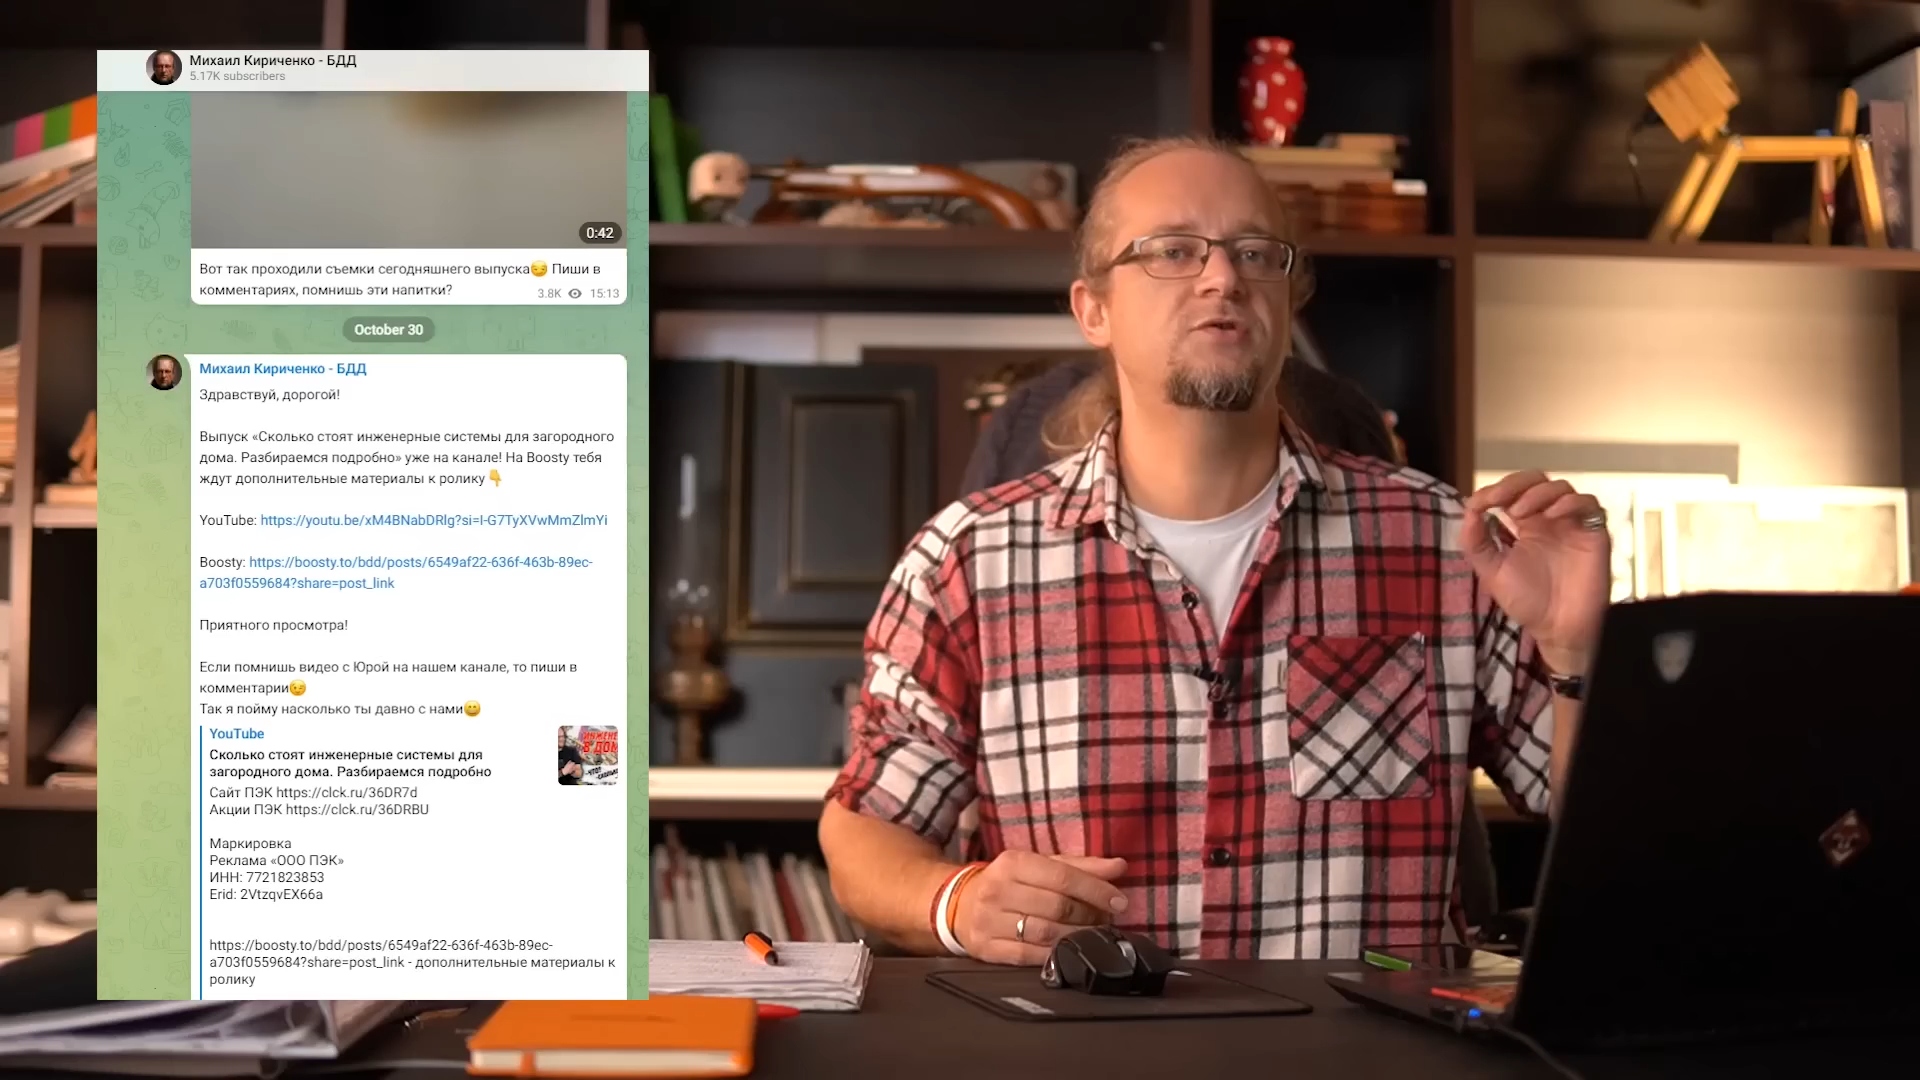 Михаил Кириченко - БДД
5.17K subscribers
0:42
Вот так проходили съемки сегодняшнего выпуска😏 Пиши в
комментариях, помнишь эти напитки?
3.8K 15:13
October 30
Михаил Кириченко - БДД
Здравствуй, дорогой!
Выпуск «Сколько стоят инженерные системы для загородного
дома. Разбираемся подробно» уже на канале! На Boosty тебя
ждут дополнительные материалы к ролику👇
YouTube: https://youtu.be/xM4BNabDRlg?si=I-G7TyXVwMmZlmYi
Boosty: https://boosty.to/bdd/posts/6549af22-636f-463b-89ec-
a703f0559684?share=post_link
Приятного просмотра!
Если помнишь видео с Юрой на нашем канале, то пиши в
комментарии😉
Так я пойму насколько ты давно с нами😀
YouTube
Сколько стоят инженерные системы для
загородного дома. Разбираемся подробно
Сайт ПЭК https://clck.ru/36DR7d
Акции ПЭК https://clck.ru/36DRBU
Маркировка
Реклама «ООО ПЭК»
ИНН: 7721823853
Erid: 2VtzqvEX66a
https://boosty.to/bdd/posts/6549af22-636f-463b-89ec-
a703f0559684?share=post_link - дополнительные материалы к
ролику